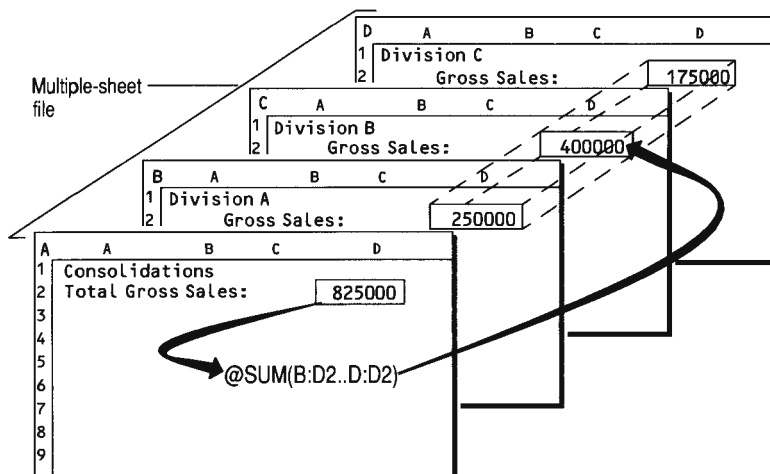 D A B C D
1 Division C
2 Gross Sales: 175000
Multiple-sheet
file
C A B C D
1 Division B
2 Gross Sales: 400000
B A B C D
1 Division A
2 Gross Sales: 250000
A A B C D
1 Consolidations
2 Total Gross Sales: 825000
3
4
5 @SUM(B:D2..D:D2)
6
7
8
9